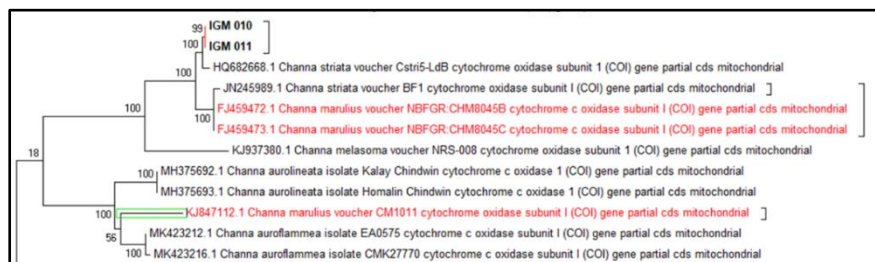 99
IGM 010
IGM 011
100
HQ682668.1 Channa striata voucher Cstri5-LdB cytochrome oxidase subunit 1 (COI) gene partial cds mitochondrial
100
JN245989.1 Channa striata voucher BF1 cytochrome oxidase subunit I (COI) gene partial cds mitochondrial
FJ459472.1 Channa marulius voucher NBFGR:CHM8045B cytochrome c oxidase subunit I (COI) gene partial cds mitochondrial
100
FJ459473.1 Channa marulius voucher NBFGR:CHM8045C cytochrome c oxidase subunit I (COI) gene partial cds mitochondrial
100
KJ937380.1 Channa melasoma voucher NRS-008 cytochrome oxidase subunit 1 (COI) gene partial cds mitochondrial
18
100
MH375692.1 Channa aurolineata isolate Kalay Chindwin cytochrome c oxidase 1 (COI) gene partial cds mitochondrial
MH375693.1 Channa aurolineata isolate Homalin Chindwin cytochrome c oxidase 1 (COI) gene partial cds mitochondrial
100
KJ847112.1 Channa marulius voucher CM1011 cytochrome oxidase subunit I (COI) gene partial cds mitochondrial
56
MK423212.1 Channa auroflammea isolate EA0575 cytochrome c oxidase subunit I (COI) gene partial cds mitochondrial
100
MK423216.1 Channa auroflammea isolate CMK27770 cytochrome c oxidase subunit I (COI) gene partial cds mitochondrial